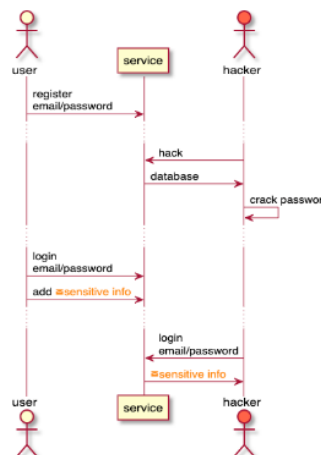 user
service
hacker
register
email/password
hack
database
crack passwor
login
email/password
add sensitive info
login
email/password
sensitive info
user
service
hacker